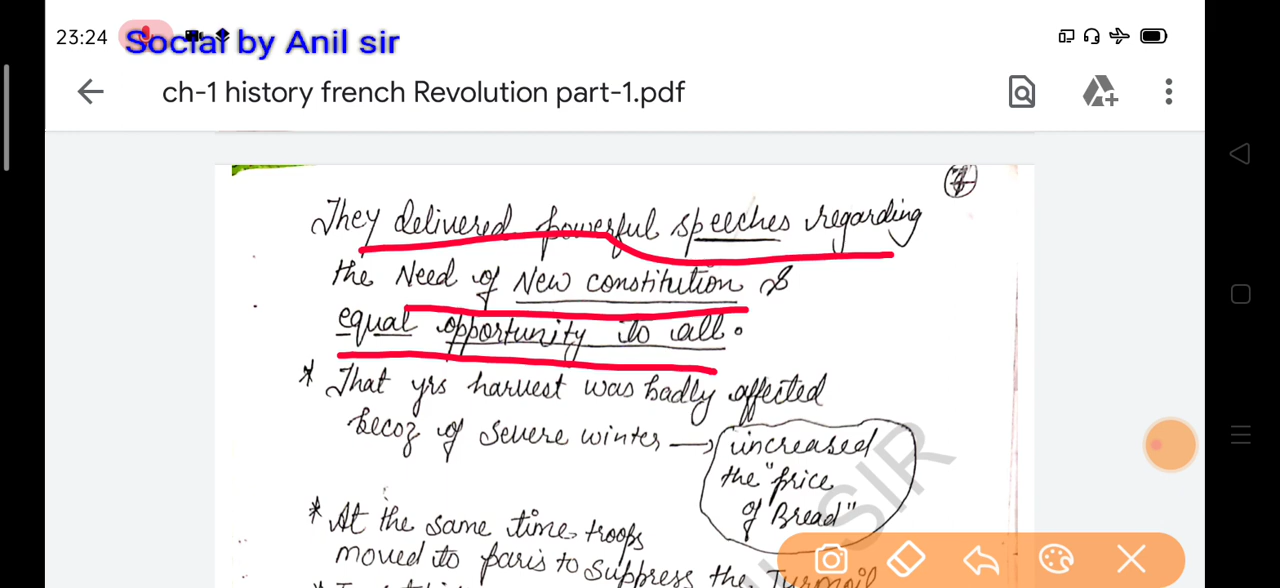 23:24
Social by Anil sir
ch-1 history french Revolution part-1.pdf
They delivered powerful speeches regarding
the Need of New constitution &
equal opportunity to all.
* That yrs harvest was badly affected
becoz of severe winter → increased
the "price
of Bread"
SIR
* At the same time troops
moved to paris to suppress the Turmoil